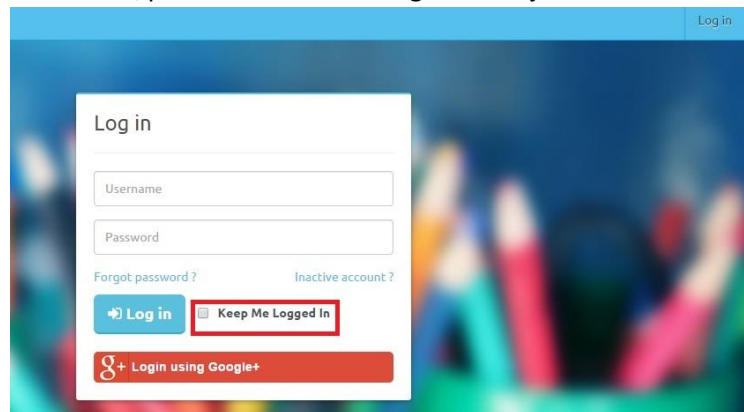 Log in
Log in
Username
Password
Forgot password ? Inactive account ?
Log in Keep Me Logged In
g+ Login using Google+